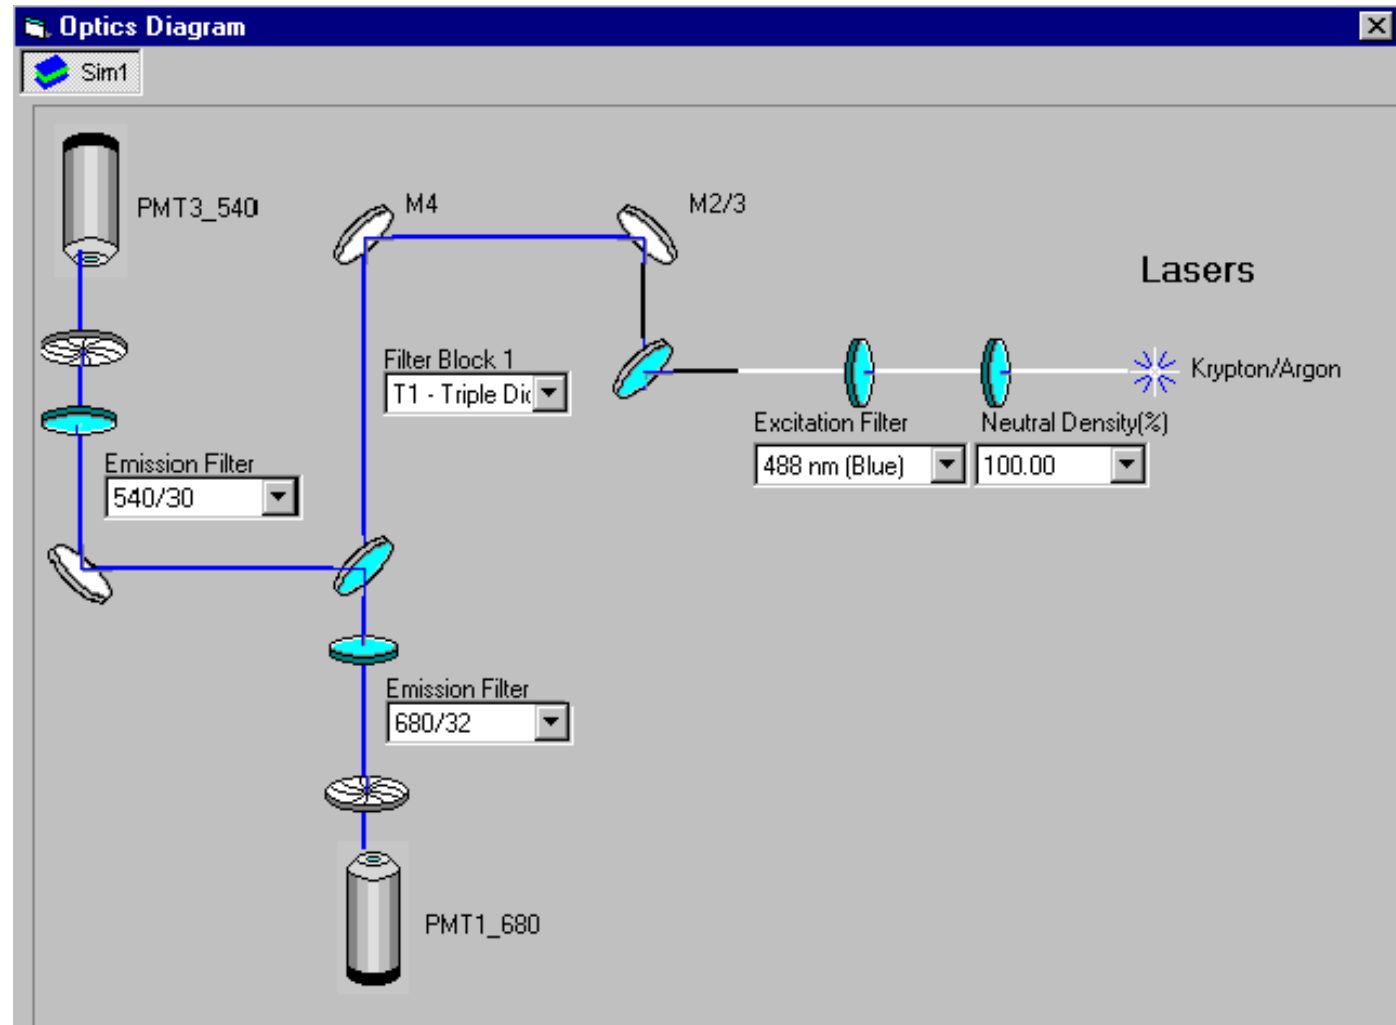 Optics Diagram
Sim1
PMT3_540
M4
M2/3
Lasers
Krypton/Argon
Filter Block 1
T1 - Triple Dic
Excitation Filter
488 nm (Blue)
Neutral Density(%)
100.00
Emission Filter
540/30
Emission Filter
680/32
PMT1_680